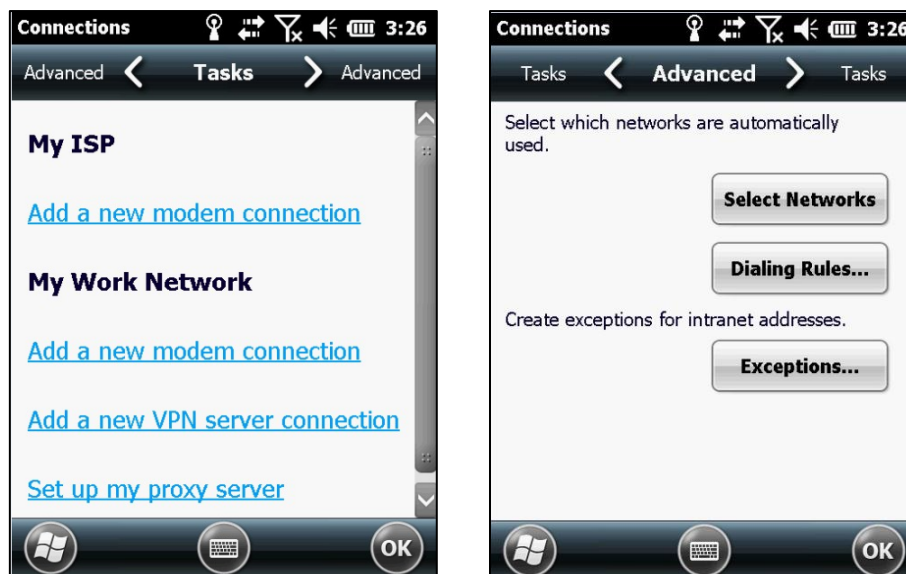 Connections 3:26
Advanced Tasks Advanced
My ISP
Add a new modem connection
My Work Network
Add a new modem connection
Add a new VPN server connection
Set up my proxy server
OK
Connections 3:26
Tasks Advanced Tasks
Select which networks are automatically
used.
Select Networks
Dialing Rules...
Create exceptions for intranet addresses.
Exceptions...
OK